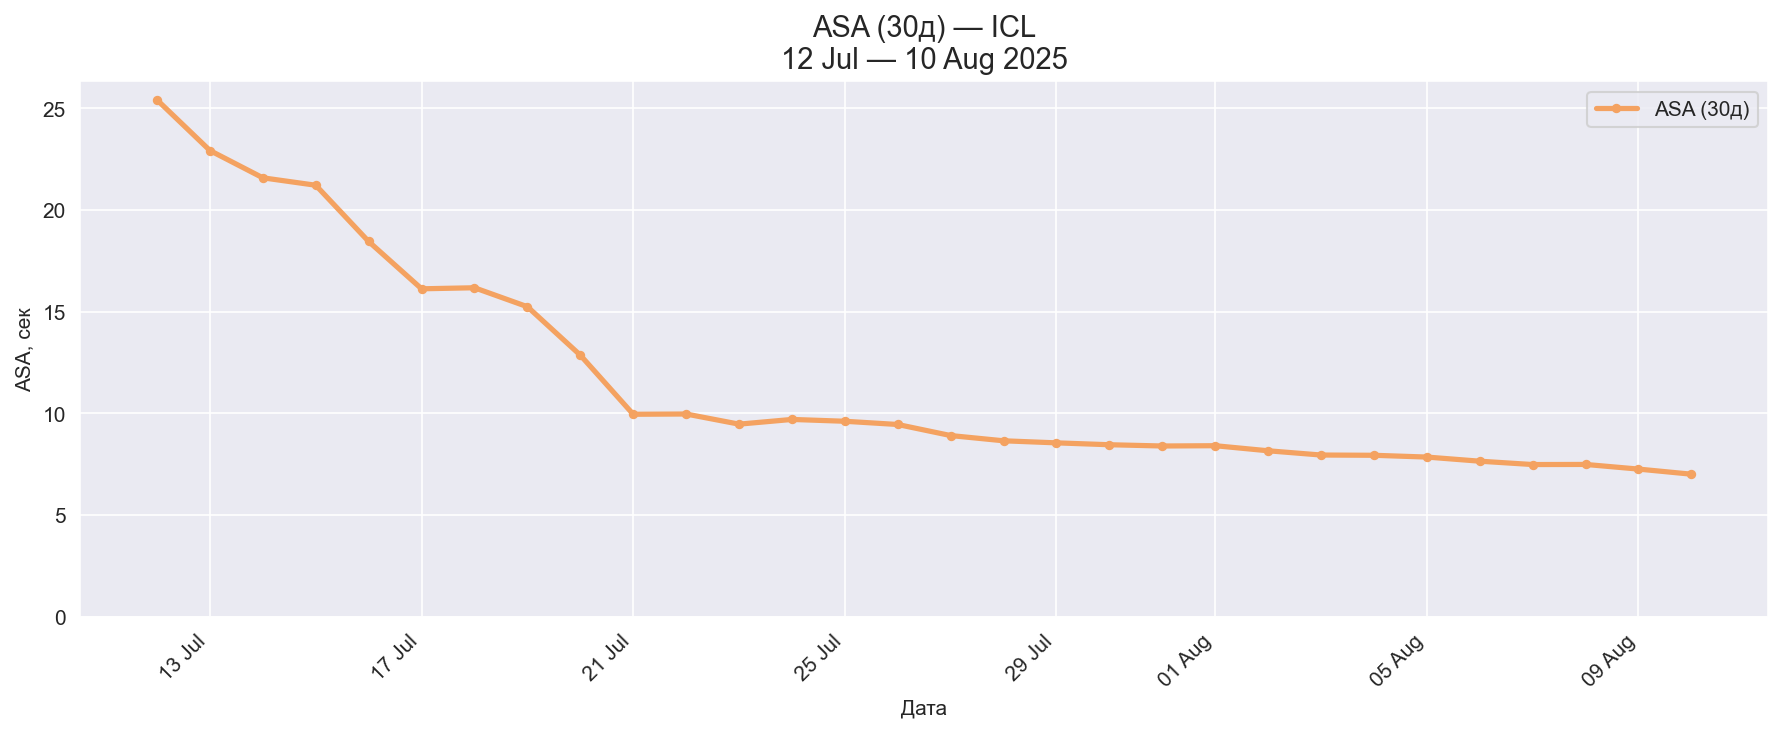 ASA (30д) — ICL
12 Jul — 10 Aug 2025
ASA (30д)
ASA, сек
25
20
15
10
5
0
13 Jul
17 Jul
21 Jul
25 Jul
29 Jul
01 Aug
05 Aug
09 Aug
Дата